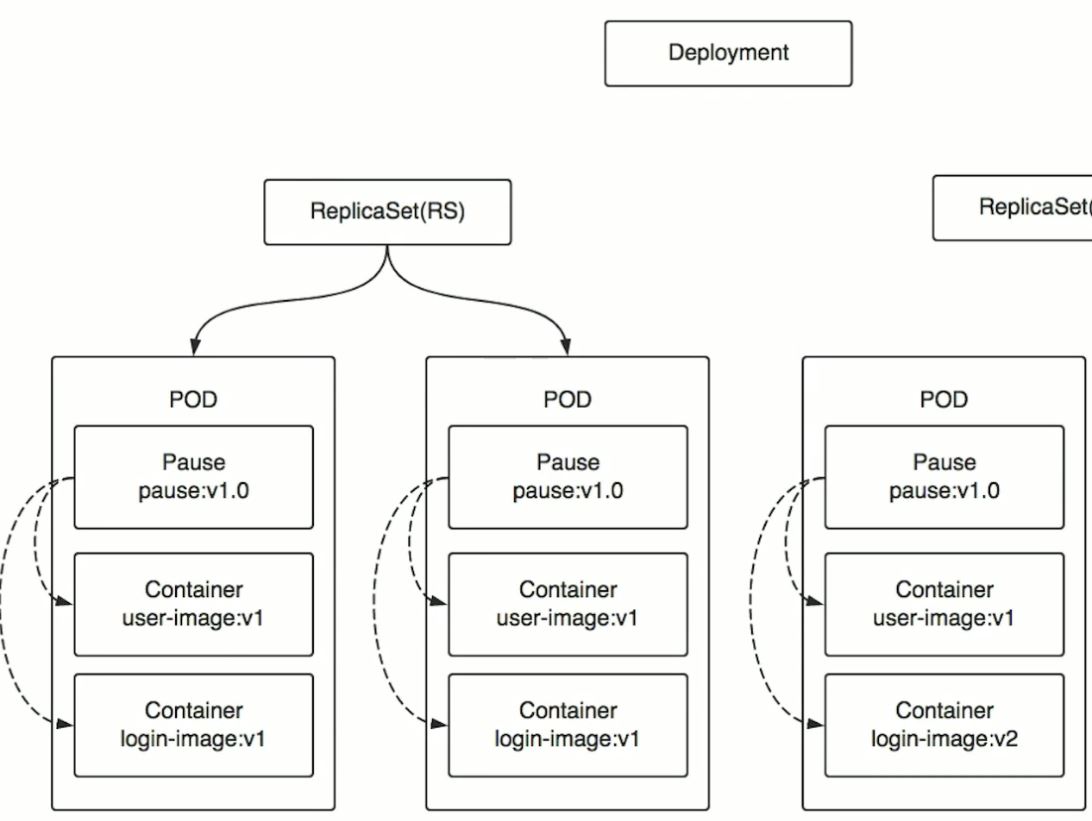 Deployment
ReplicaSet(RS)
ReplicaSet(
POD
Pause
pause:v1.0
Container
user-image:v1
Container
login-image:v1
POD
Pause
pause:v1.0
Container
user-image:v1
Container
login-image:v1
POD
Pause
pause:v1.0
Container
user-image:v1
Container
login-image:v2